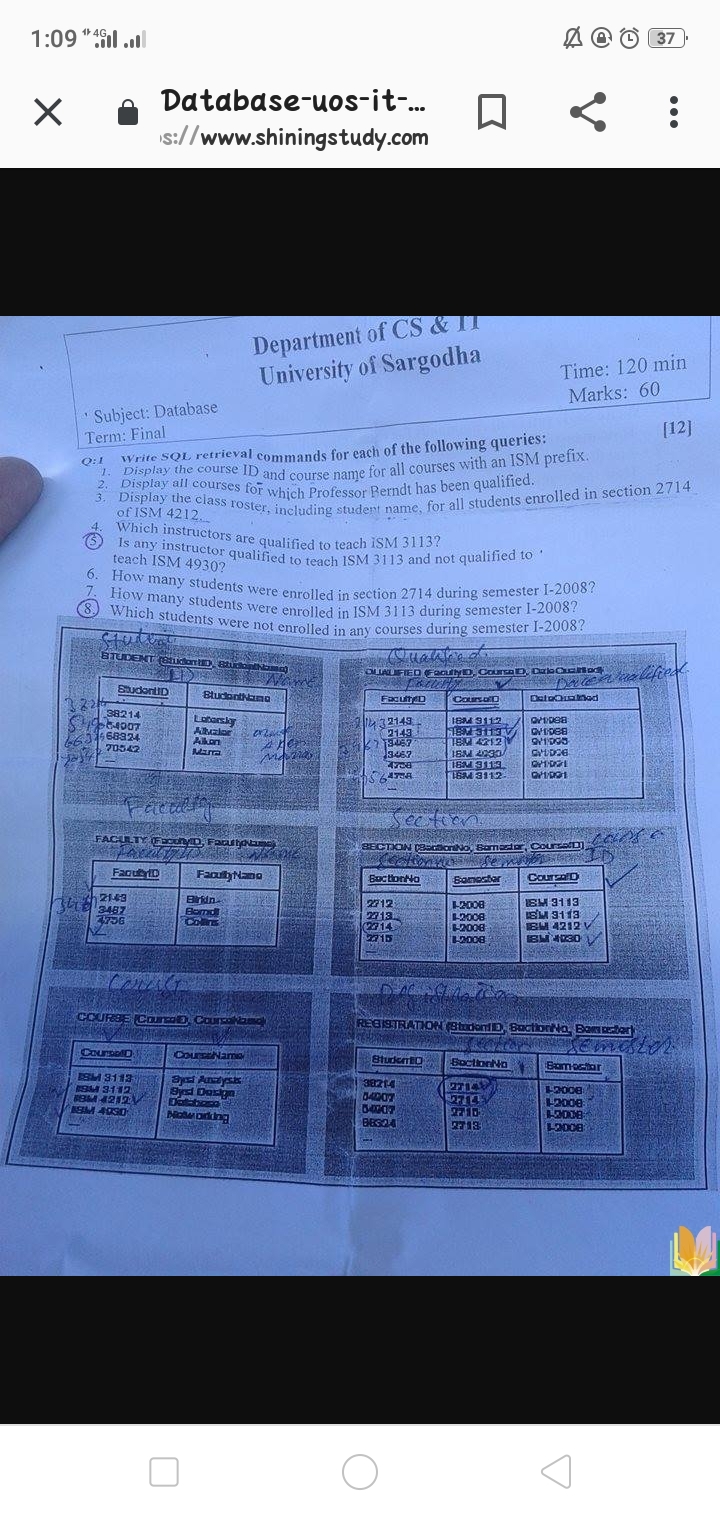 1:09 4G 37
Database-uos-it-...
s://www.shiningstudy.com
Department of CS & IT
University of Sargodha
Subject: Database
Time: 120 min
Term: Final
Marks: 60
Q:1 Write SQL retrieval commands for each of the following queries: [12]
1. Display the course ID and course name for all courses with an ISM prefix.
2. Display all courses for which Professor Berndt has been qualified.
3. Display the class roster, including student name, for all students enrolled in section 2714
of ISM 4212.
4. Which instructors are qualified to teach ISM 3113?
5 Is any instructor qualified to teach ISM 3113 and not qualified to
teach ISM 4930?
6. How many students were enrolled in section 2714 during semester I-2008?
7. How many students were enrolled in ISM 3113 during semester I-2008?
8. Which students were not enrolled in any courses during semester I-2008?
Student
STUDENT (StudentID, StudentName)
ID Name
StudentID StudentName
38214 Letersky
54907 Altvater
66324 Aiken
70542 Marra
Qualified
QUALIFIED (FacultyID, CourseID, DateQualified)
Faculty DateQualified
FacultyID CourseID DateQualified
2143 ISM 3112 9/1988
2143 ISM 3113 9/1988
3467 ISM 4212 9/1995
3467 ISM 4930 9/1996
4756 ISM 3113 9/1991
4756 ISM 3112 9/1991
Faculty
FACULTY (FacultyID, FacultyName)
FacultyID Name
FacultyID FacultyName
2143 Birkin
3467 Berndt
4756 Collins
Section
SECTION (SectionNo, Semester, CourseID)
Sectionno Semester Course ID
SectionNo Semester CourseID
2712 I-2008 ISM 3113
2713 I-2008 ISM 3113
2714 I-2008 ISM 4212
2715 I-2008 ISM 4930
COURSE (CourseID, CourseName)
CourseID CourseName
ISM 3113 Syst Analysis
ISM 3112 Syst Design
ISM 4212 Database
ISM 4930 Networking
Registration
REGISTRATION (StudentID, SectionNo, Semester)
Section Semester
StudentID SectionNo Semester
38214 2714 I-2008
54907 2714 I-2008
54907 2715 I-2008
66324 2713 I-2008